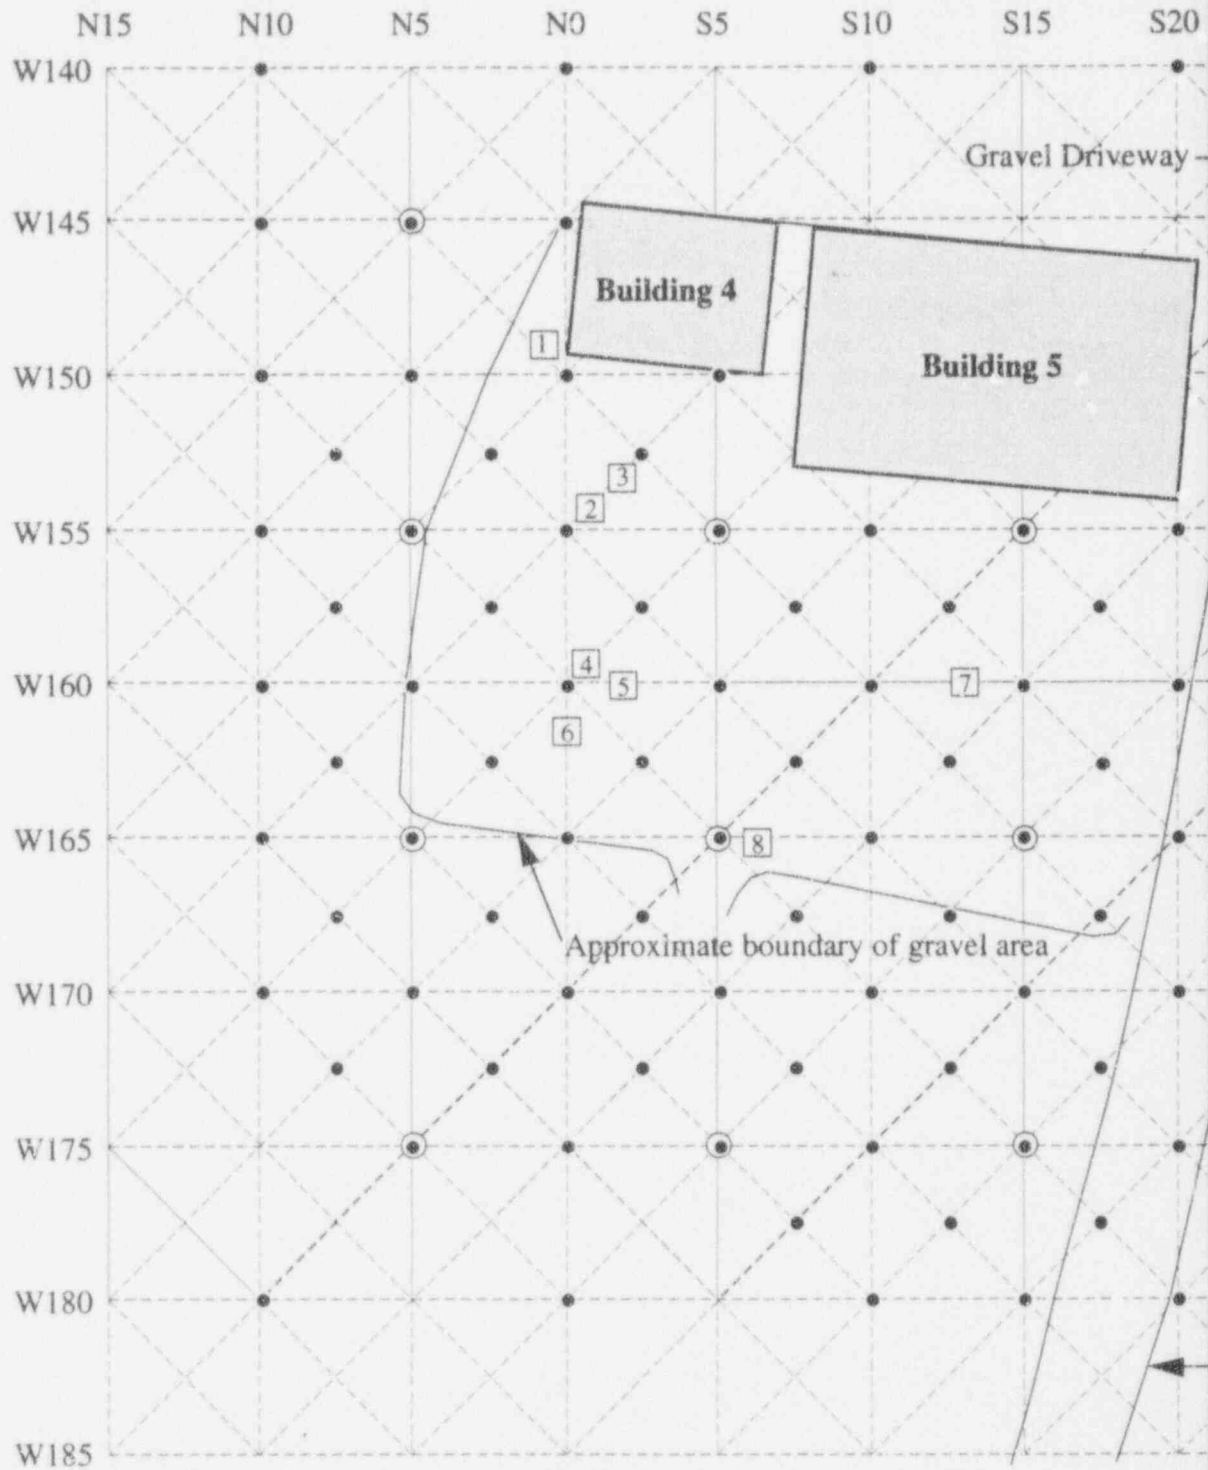 N15 N10 N5 N0 S5 S10 S15 S20
W140
Gravel Driveway
W145
Building 4
1
W150
Building 5
3
2
W155
4
W160
5
7
6
W165
8
Approximate boundary of gravel area
W170
W175
W180
W185